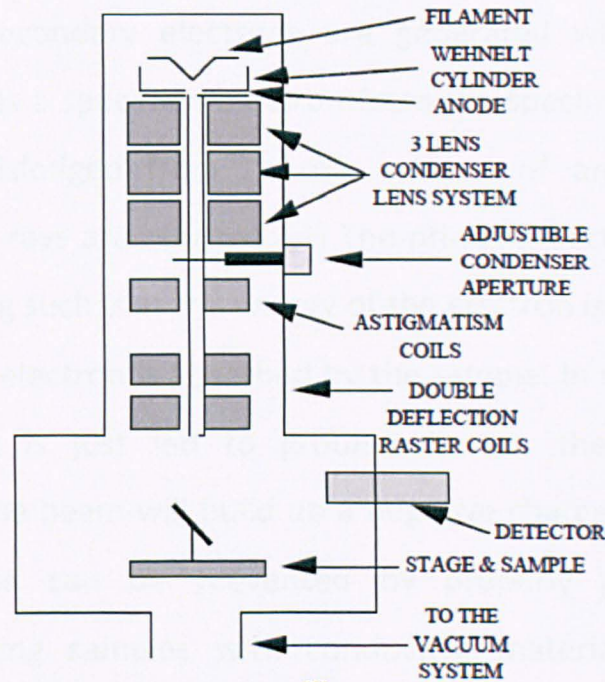 FILAMENT
WEHNELT
CYLINDER
ANODE
3 LENS
CONDENSER
LENS SYSTEM
ADJUSTIBLE
CONDENSER
APERTURE
ASTIGMATISM
COILS
DOUBLE
DEFLECTION
RASTER COILS
DETECTOR
STAGE & SAMPLE
TO THE
VACUUM
SYSTEM